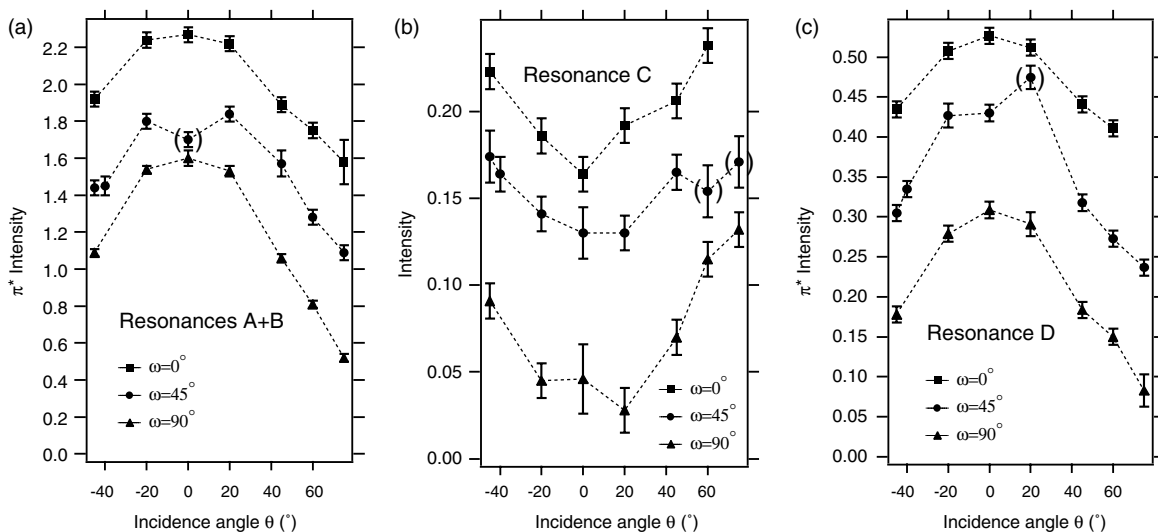 (a)
π* Intensity
2.2
2.0
1.8
1.6
1.4
1.2
1.0
0.8
0.6
0.4
0.2
0.0
( )
Resonances A+B
ω=0°
ω=45°
ω=90°
-40 -20 0 20 40 60
Incidence angle θ (°)
(b)
Intensity
0.20
0.15
0.10
0.05
0.00
Resonance C
( )
( )
ω=0°
ω=45°
ω=90°
-40 -20 0 20 40 60
Incidence angle θ (°)
(c)
π* Intensity
0.50
0.45
0.40
0.35
0.30
0.25
0.20
0.15
0.10
0.05
0.00
( )
Resonance D
ω=0°
ω=45°
ω=90°
-40 -20 0 20 40 60
Incidence angle θ (°)